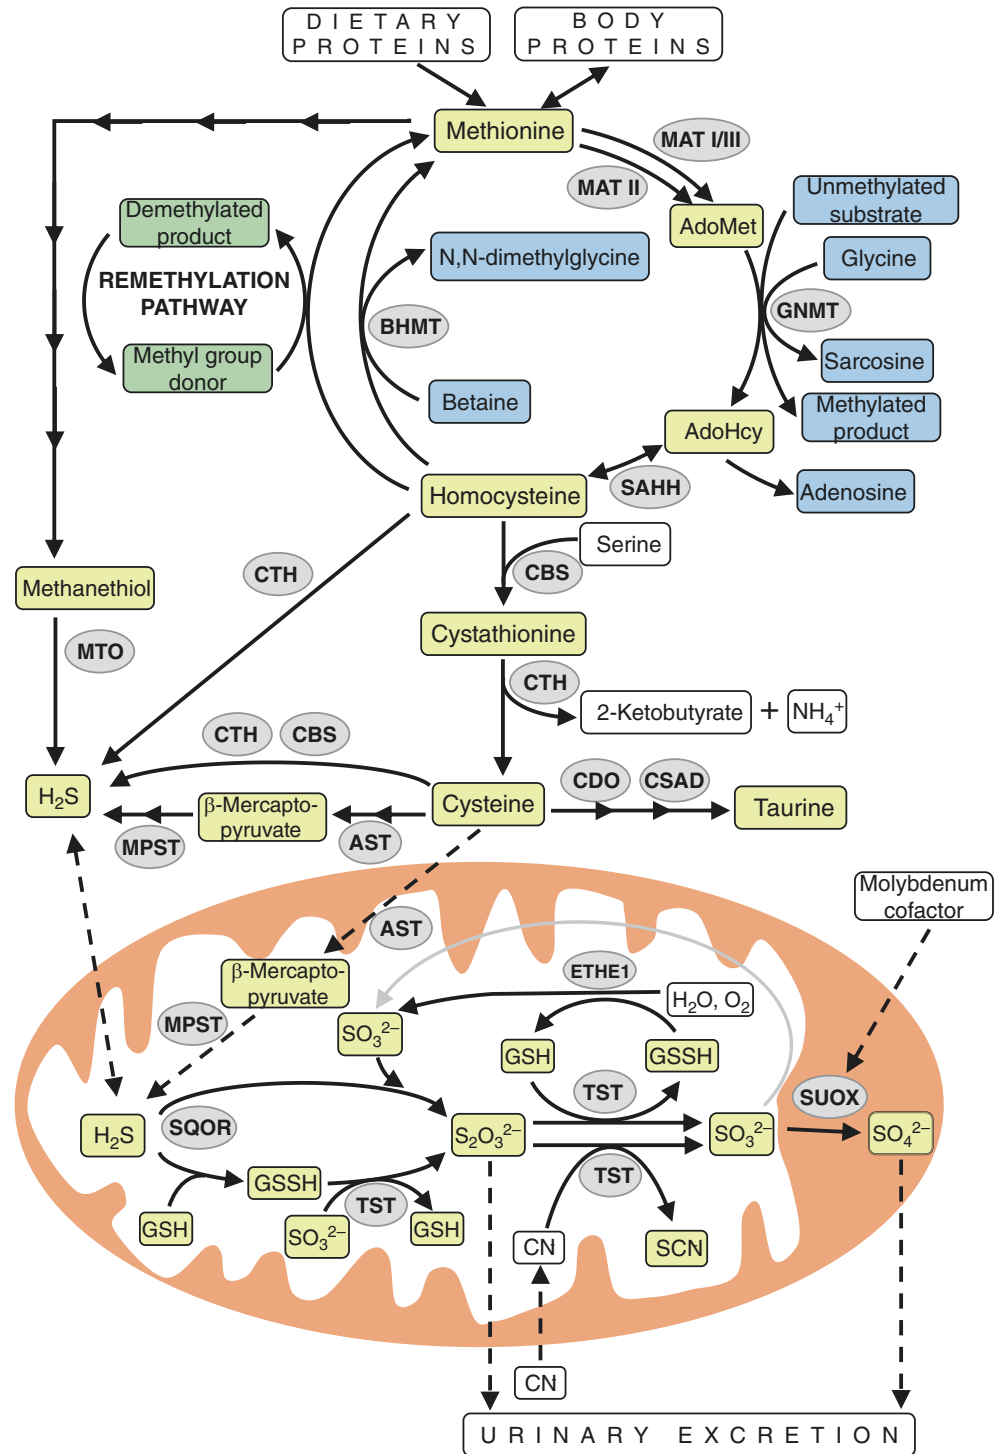 DIETARY
PROTEINS
BODY
PROTEINS
Methionine
MAT I/III
MAT II
Unmethylated
substrate
Demethylated
product
AdoMet
N,N-dimethylglycine
Glycine
REMETHYLATION
PATHWAY
BHMT
GNMT
Methyl group
donor
Sarcosine
Betaine
Methylated
product
AdoHcy
Homocysteine
SAHH
Adenosine
Serine
CTH
CBS
Methanethiol
Cystathionine
MTO
CTH
2-Ketobutyrate + NH₄⁺
CTH
CBS
H₂S
β-Mercapto-
pyruvate
Cysteine
CDO
CSAD
Taurine
MPST
AST
Molybdenum
cofactor
AST
β-Mercapto-
pyruvate
ETHE1
H₂O, O₂
MPST
SO₃²⁻
GSH
GSSH
TST
SUOX
H₂S
SQOR
S₂O₃²⁻
SO₃²⁻
SO₄²⁻
GSSH
TST
TST
GSH
SO₃²⁻
GSH
CN⁻
SCN⁻
CN⁻
URINARY EXCRETION